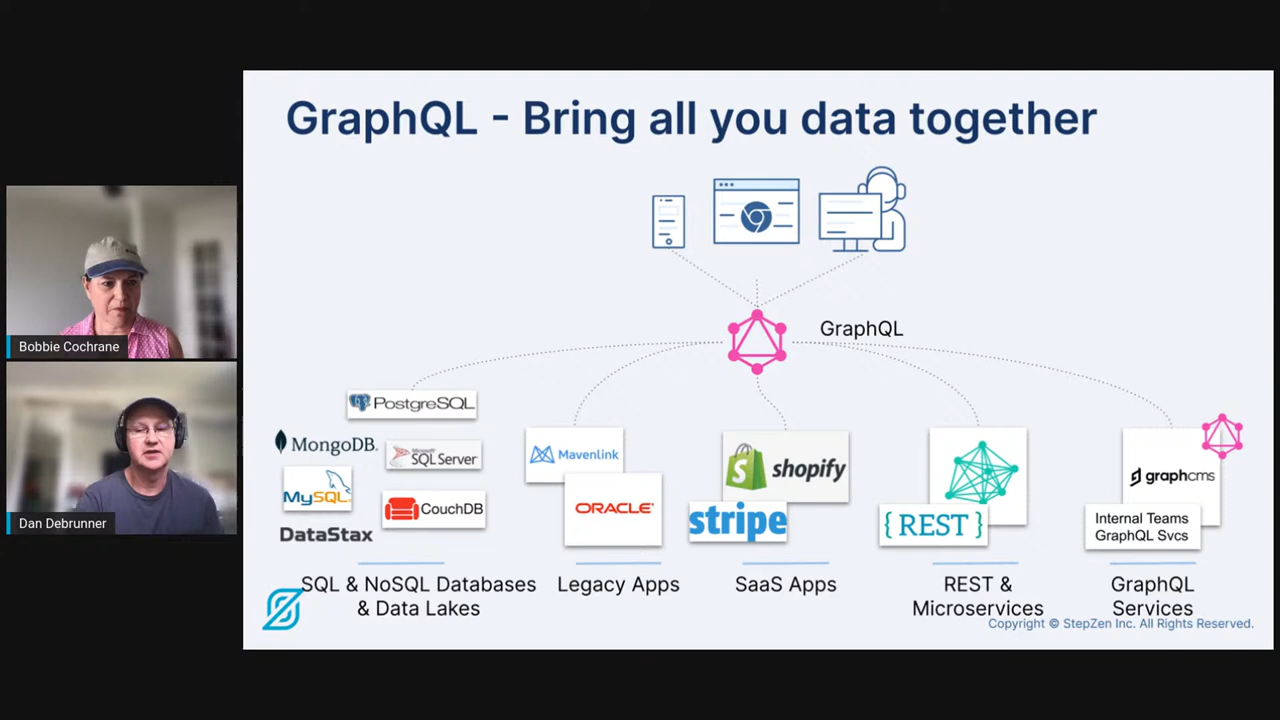 GraphQL - Bring all you data together
GraphQL
Bobbie Cochrane
Dan Debrunner
PostgreSQL
MongoDB.
Microsoft
SQL Server
MySQL
CouchDB
DataStax
SQL & NoSQL Databases
& Data Lakes
Mavenlink
ORACLE
Legacy Apps
shopify
stripe
SaaS Apps
{ REST }
REST &
Microservices
graphcms
Internal Teams
GraphQL Svcs
GraphQL
Services
Copyright © StepZen Inc. All Rights Reserved.